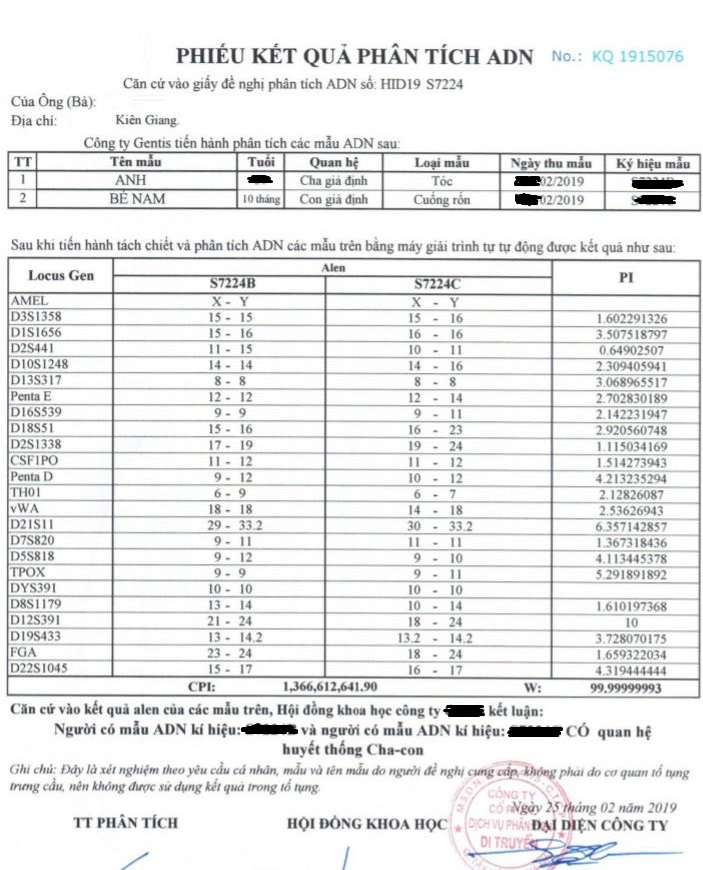 PHIẾU KẾT QUẢ PHÂN TÍCH ADN No.: KQ 1915076
Căn cứ vào giấy đề nghị phân tích ADN số: HID19 S7224
Của Ông (Bà):
Địa chỉ: Kiên Giang.
Công ty Gentis tiến hành phân tích các mẫu ADN sau:
TT Tên mẫu Tuổi Quan hệ Loại mẫu Ngày thu mẫu Ký hiệu mẫu
1 ANH Cha giả định Tóc 02/2019
2 BÉ NAM 10 tháng Con giả định Cuống rốn 02/2019
Sau khi tiến hành tách chiết và phân tích ADN các mẫu trên bằng máy giải trình tự tự động được kết quả như sau:
Locus Gen Alen PI
S7224B S7224C
AMEL X - Y X - Y
D3S1358 15 - 15 15 - 16 1.602291326
D1S1656 15 - 16 16 - 16 3.507518797
D2S441 11 - 15 10 - 11 0.64902507
D10S1248 14 - 14 14 - 16 2.309405941
D13S317 8 - 8 8 - 8 3.068965517
Penta E 12 - 12 12 - 14 2.702830189
D16S539 9 - 9 9 - 11 2.142231947
D18S51 15 - 16 16 - 23 2.920560748
D2S1338 17 - 19 19 - 24 1.115034169
CSF1PO 11 - 12 11 - 12 1.514273943
Penta D 9 - 12 10 - 12 4.213235294
TH01 6 - 9 6 - 7 2.12826087
vWA 18 - 18 14 - 18 2.53626943
D21S11 29 - 33.2 30 - 33.2 6.357142857
D7S820 9 - 11 11 - 11 1.367318436
D5S818 9 - 12 9 - 10 4.113445378
TPOX 9 - 9 9 - 11 5.291891892
DYS391 10 - 10 10 - 10
D8S1179 13 - 14 10 - 14 1.610197368
D12S391 21 - 24 18 - 24 10
D19S433 13 - 14.2 13.2 - 14.2 3.728070175
FGA 23 - 24 18 - 24 1.659322034
D22S1045 15 - 17 16 - 17 4.319444444
CPI: 1,366,612,641.90 W: 99.99999993
Căn cứ vào kết quả alen của các mẫu trên, Hội đồng khoa học công ty kết luận:
Người có mẫu ADN kí hiệu: và người có mẫu ADN kí hiệu: CÓ quan hệ
huyết thống Cha-con
Ghi chú: Đây là xét nghiệm theo yêu cầu cá nhân, mẫu và tên mẫu do người đề nghị cung cấp, không phải do cơ quan tố tụng
trưng cầu, nên không được sử dụng kết quả trong tố tụng.
Ngày 25 tháng 02 năm 2019
TT PHÂN TÍCH HỘI ĐỒNG KHOA HỌC ĐẠI DIỆN CÔNG TY
CÔNG TY
CỔ PHẦN
DỊCH VỤ PHÂN
DI TRUYỀN